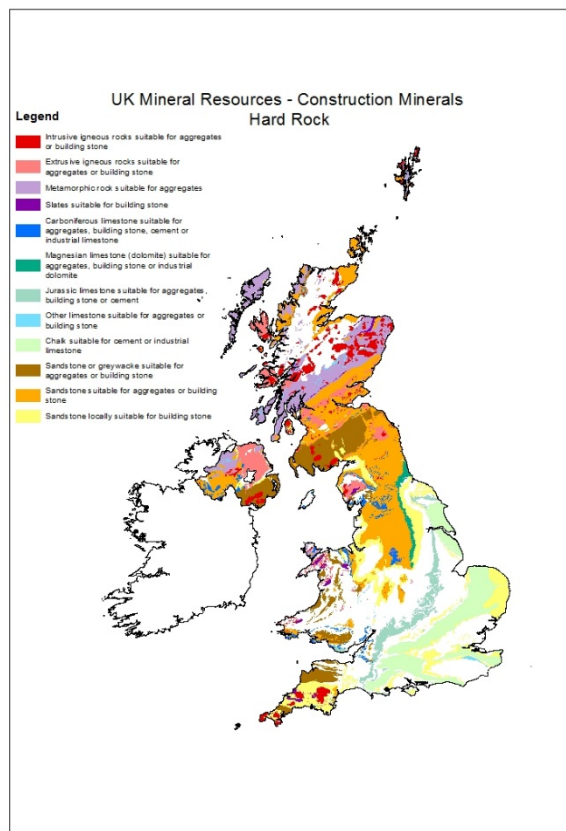 UK Mineral Resources - Construction Minerals
Hard Rock
Legend
Intrusive igneous rocks suitable for aggregates
or building stone
Extrusive igneous rocks suitable for
aggregates or building stone
Metamorphic rock suitable for aggregates
Slates suitable for building stone
Carboniferous limestone suitable for
aggregates, building stone, cement or
industrial limestone
Magnesian limestone (dolomite) suitable for
aggregates, building stone or industrial
dolomite
Jurassic limestone suitable for aggregates,
building stone or cement
Other limestone suitable for aggregates or
building stone
Chalk suitable for cement or industrial
limestone
Sandstone or greywacke suitable for
aggregates or building stone
Sandstone suitable for aggregates or building
stone
Sandstone locally suitable for building stone